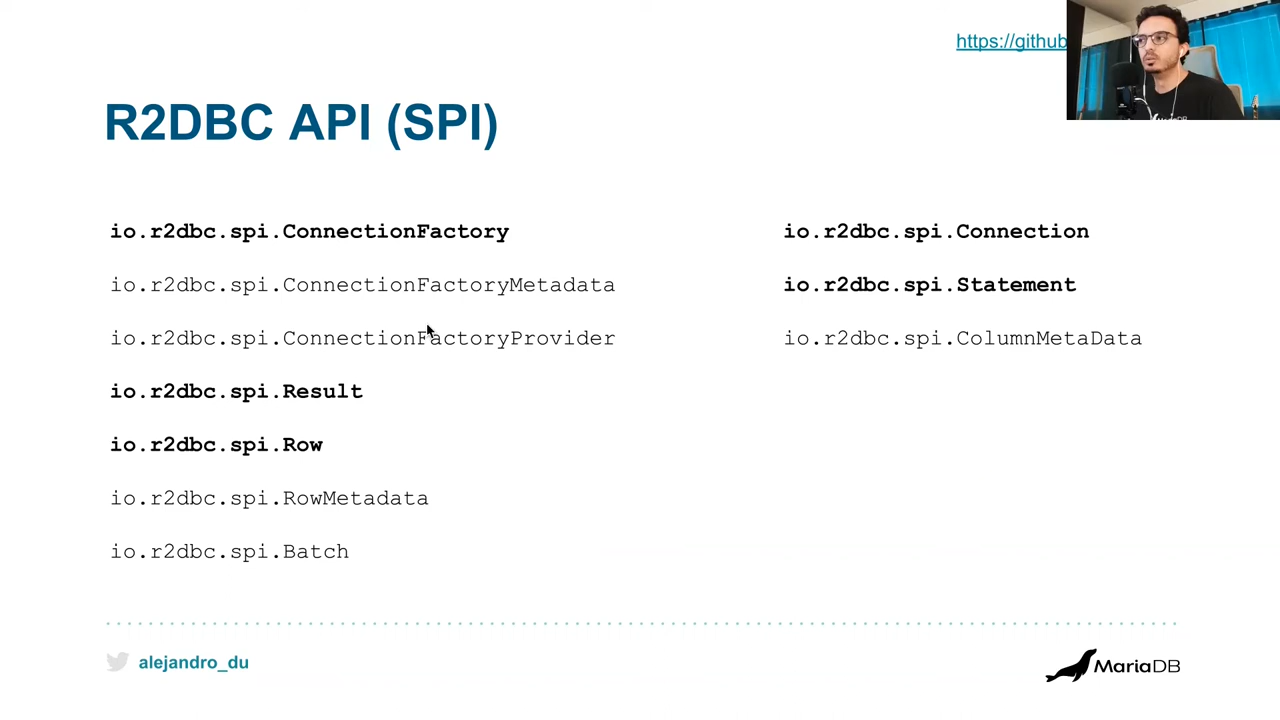 https://github
R2DBC API (SPI)
io.r2dbc.spi.ConnectionFactory
io.r2dbc.spi.ConnectionFactoryMetadata
io.r2dbc.spi.ConnectionFactoryProvider
io.r2dbc.spi.Result
io.r2dbc.spi.Row
io.r2dbc.spi.RowMetadata
io.r2dbc.spi.Batch
io.r2dbc.spi.Connection
io.r2dbc.spi.Statement
io.r2dbc.spi.ColumnMetaData
alejandro_du
MariaDB